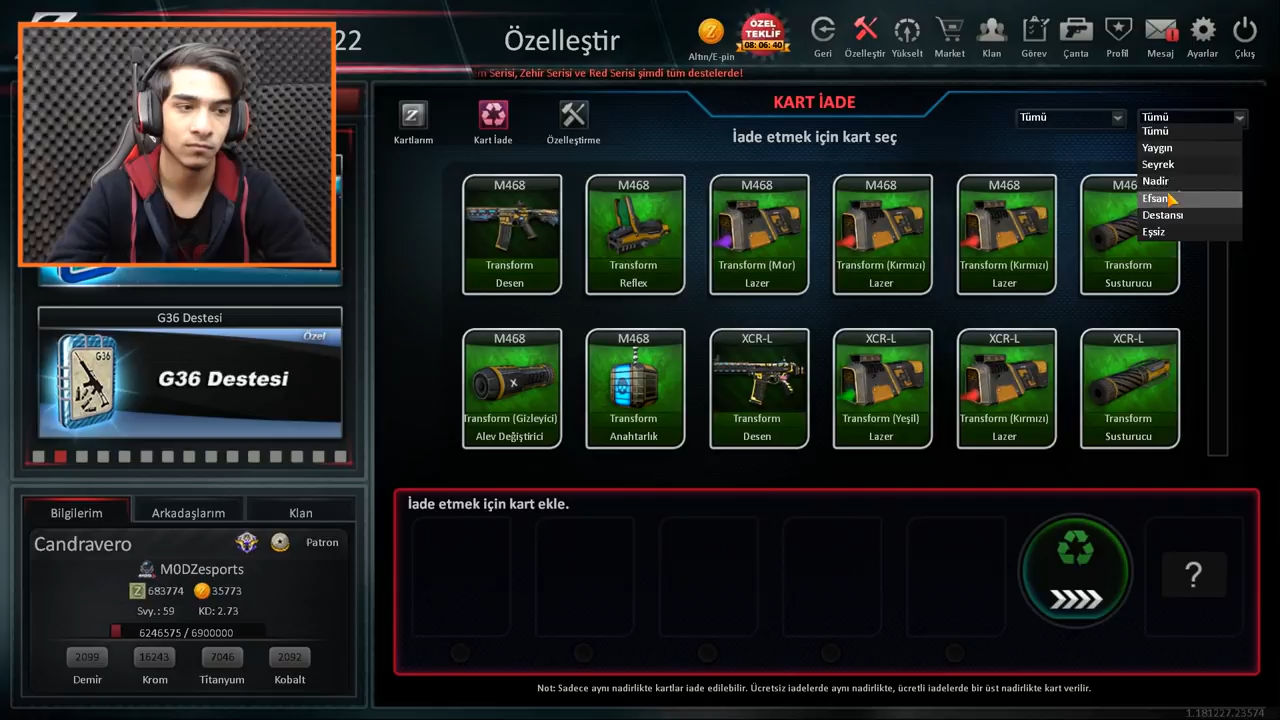 22
Özelleştir
Altın/E-pin
ÖZEL
TEKLİF
08:06:40
Geri
Özelleştir
Yükselt
Market
Klan
Görev
Çanta
Profil
Mesaj
Ayarlar
Çıkış
Serisi, Zehir Serisi ve Red Serisi şimdi tüm destelerde!
KART İADE
İade etmek için kart seç
Kartlarım
Kart İade
Özelleştirme
Tümü
Tümü
Tümü
Yaygın
Seyrek
Nadir
Efsan
Destansı
Eşsiz
M468
Transform
Desen
M468
Transform
Reflex
M468
Transform (Mor)
Lazer
M468
Transform (Kırmızı)
Lazer
M468
Transform (Kırmızı)
Lazer
M46
Transform
Susturucu
M468
Transform (Gizleyici)
Alev Değiştirici
M468
Transform
Anahtarlık
XCR-L
Transform
Desen
XCR-L
Transform (Yeşil)
Lazer
XCR-L
Transform (Kırmızı)
Lazer
XCR-L
Transform
Susturucu
G36 Destesi
Özel
G36
G36 Destesi
Bilgilerim
Arkadaşlarım
Klan
Candravero
Patron
M0DZesports
Z 683774
Z 35773
Svy. : 59
KD: 2.73
6246575 / 6900000
2099
16243
7046
2092
Demir
Krom
Titanyum
Kobalt
İade etmek için kart ekle.
?
Not: Sadece aynı nadirlikte kartlar iade edilebilir. Ücretsiz iadelerde aynı nadirlikte, ücretli iadelerde bir üst nadirlikte kart verilir.
1.181227.23574